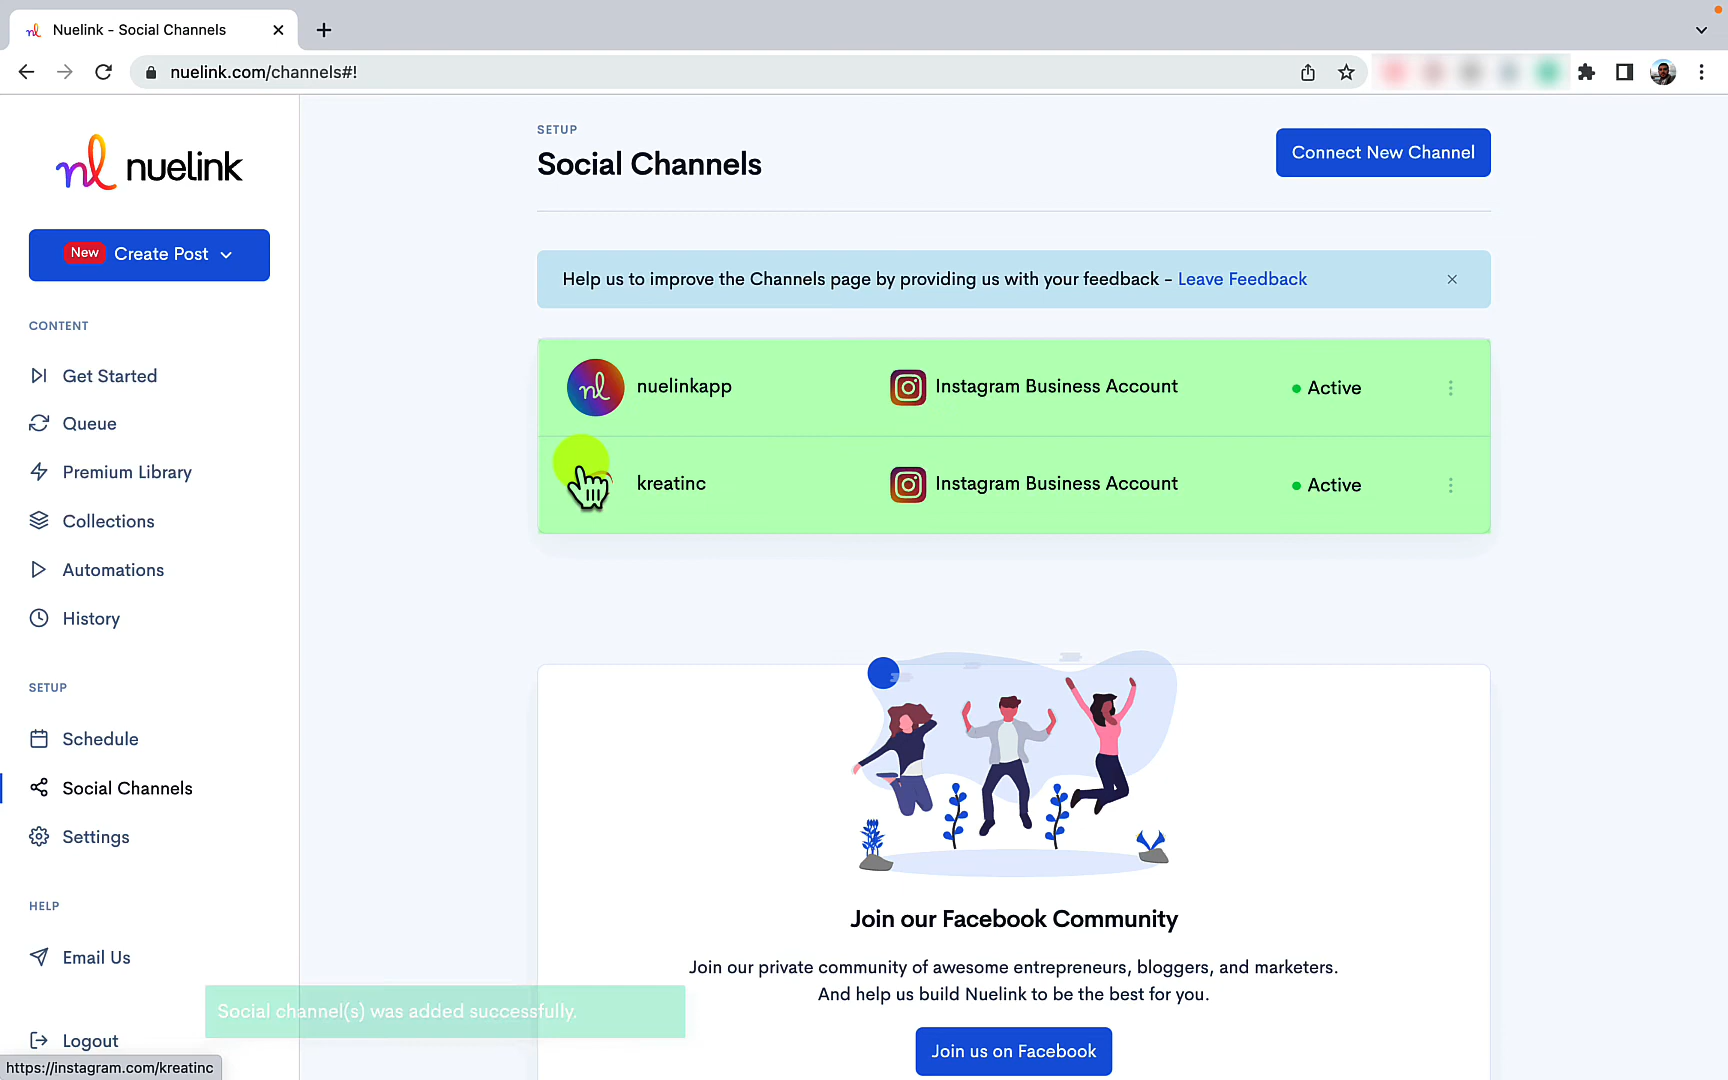 Nuelink - Social Channels
nuelink.com/channels#!
nuelink
New Create Post
CONTENT
Get Started
Queue
Premium Library
Collections
Automations
History
SETUP
Schedule
Social Channels
Settings
HELP
Email Us
Logout
https://instagram.com/kreatinc
SETUP
Social Channels
Connect New Channel
Help us to improve the Channels page by providing us with your feedback - Leave Feedback
nl nuelinkapp Instagram Business Account Active
kreatinc Instagram Business Account Active
Join our Facebook Community
Join our private community of awesome entrepreneurs, bloggers, and marketers.
And help us build Nuelink to be the best for you.
Join us on Facebook
Social channel(s) was added successfully.